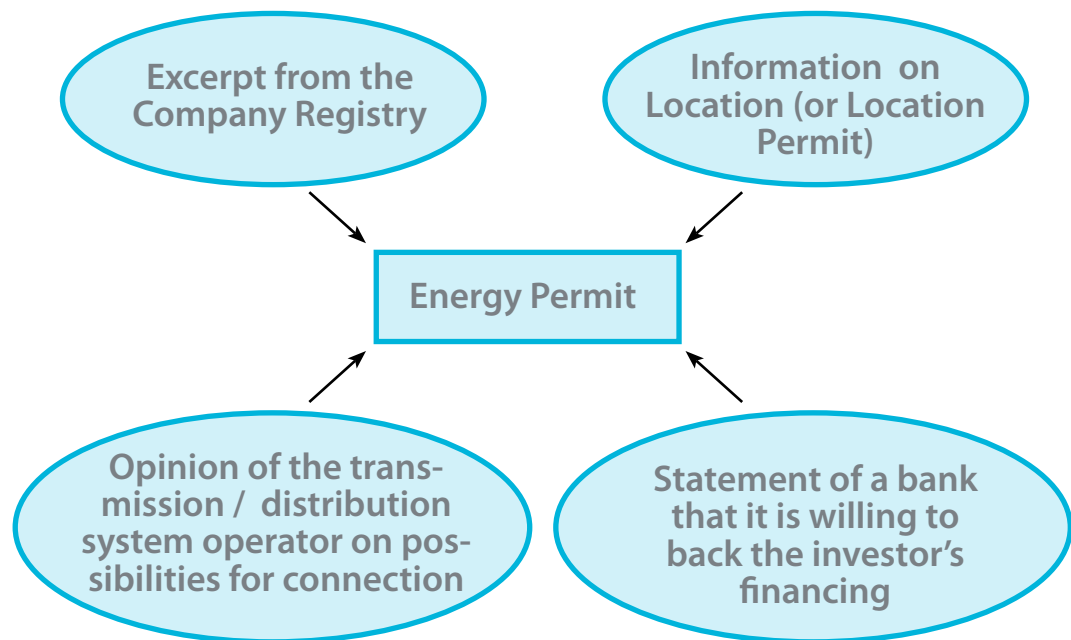 Excerpt from the
Company Registry
Information on
Location (or Location
Permit)
Energy Permit
Opinion of the trans-
mission / distribution
system operator on pos-
sibilities for connection
Statement of a bank
that it is willing to
back the investor’s
financing